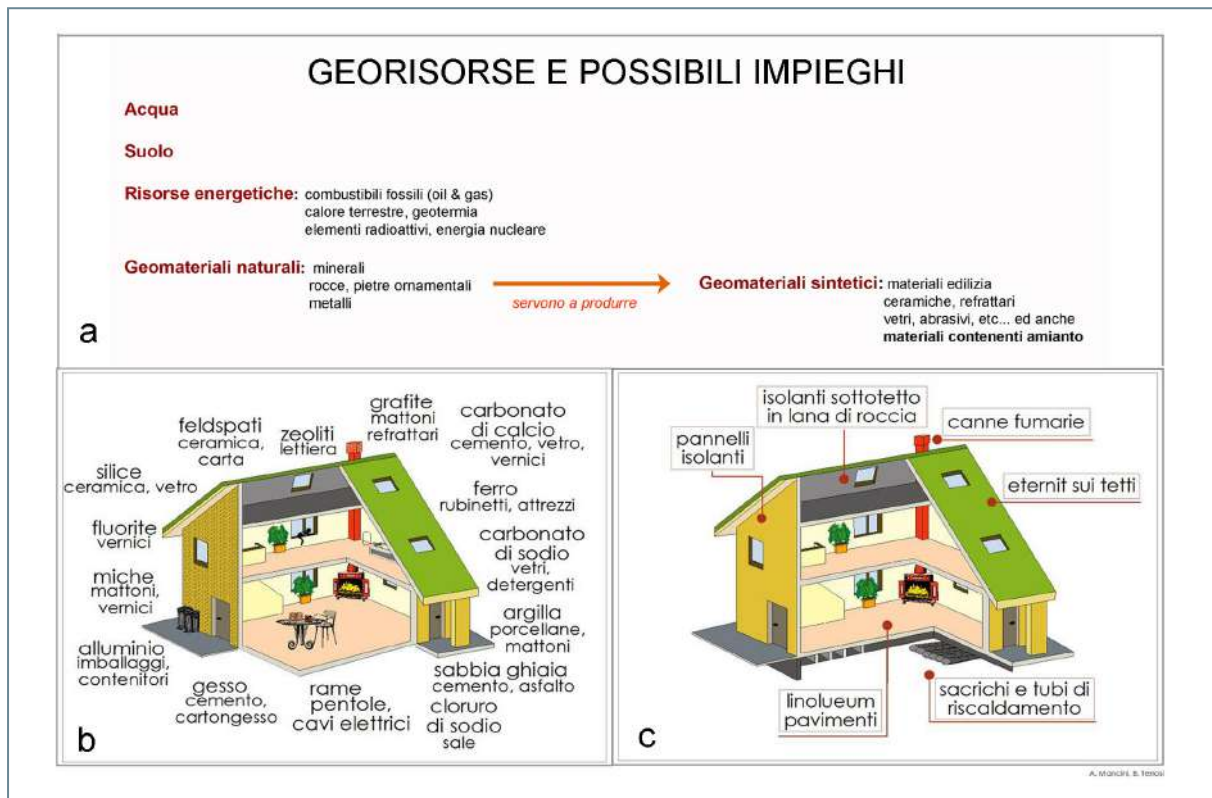 GEORISORSE E POSSIBILI IMPIEGHI
Acqua
Suolo
Risorse energetiche: combustibili fossili (oil & gas)
calore terrestre, geotermia
elementi radioattivi, energia nucleare
Geomateriali naturali: minerali
rocce, pietre ornamentali
metalli
servono a produrre
Geomateriali sintetici: materiali edilizia
ceramiche, refrattari
vetri, abrasivi, etc... ed anche
materiali contenenti amianto
a
feldspati
ceramica,
carta
zeoliti
lettiera
grafite
mattoni
refrattari
carbonato
di calcio
cemento, vetro,
vernici
silice
ceramica, vetro
ferro
rubinetti, attrezzi
fluorite
vernici
carbonato
di sodio
vetri,
detergenti
miche
mattoni,
vernici
argilla
porcellane,
mattoni
alluminio
imballaggi,
contenitori
gesso
cemento,
cartongesso
rame
pentole,
cavi elettrici
sabbia ghiaia
cemento, asfalto
cloruro
di sodio
sale
b
isolanti sottotetto
in lana di roccia
canne fumarie
pannelli
isolanti
eternit sui tetti
linolueum
pavimenti
sacrichi e tubi di
riscaldamento
c
A. Mancini, B. Terrosi